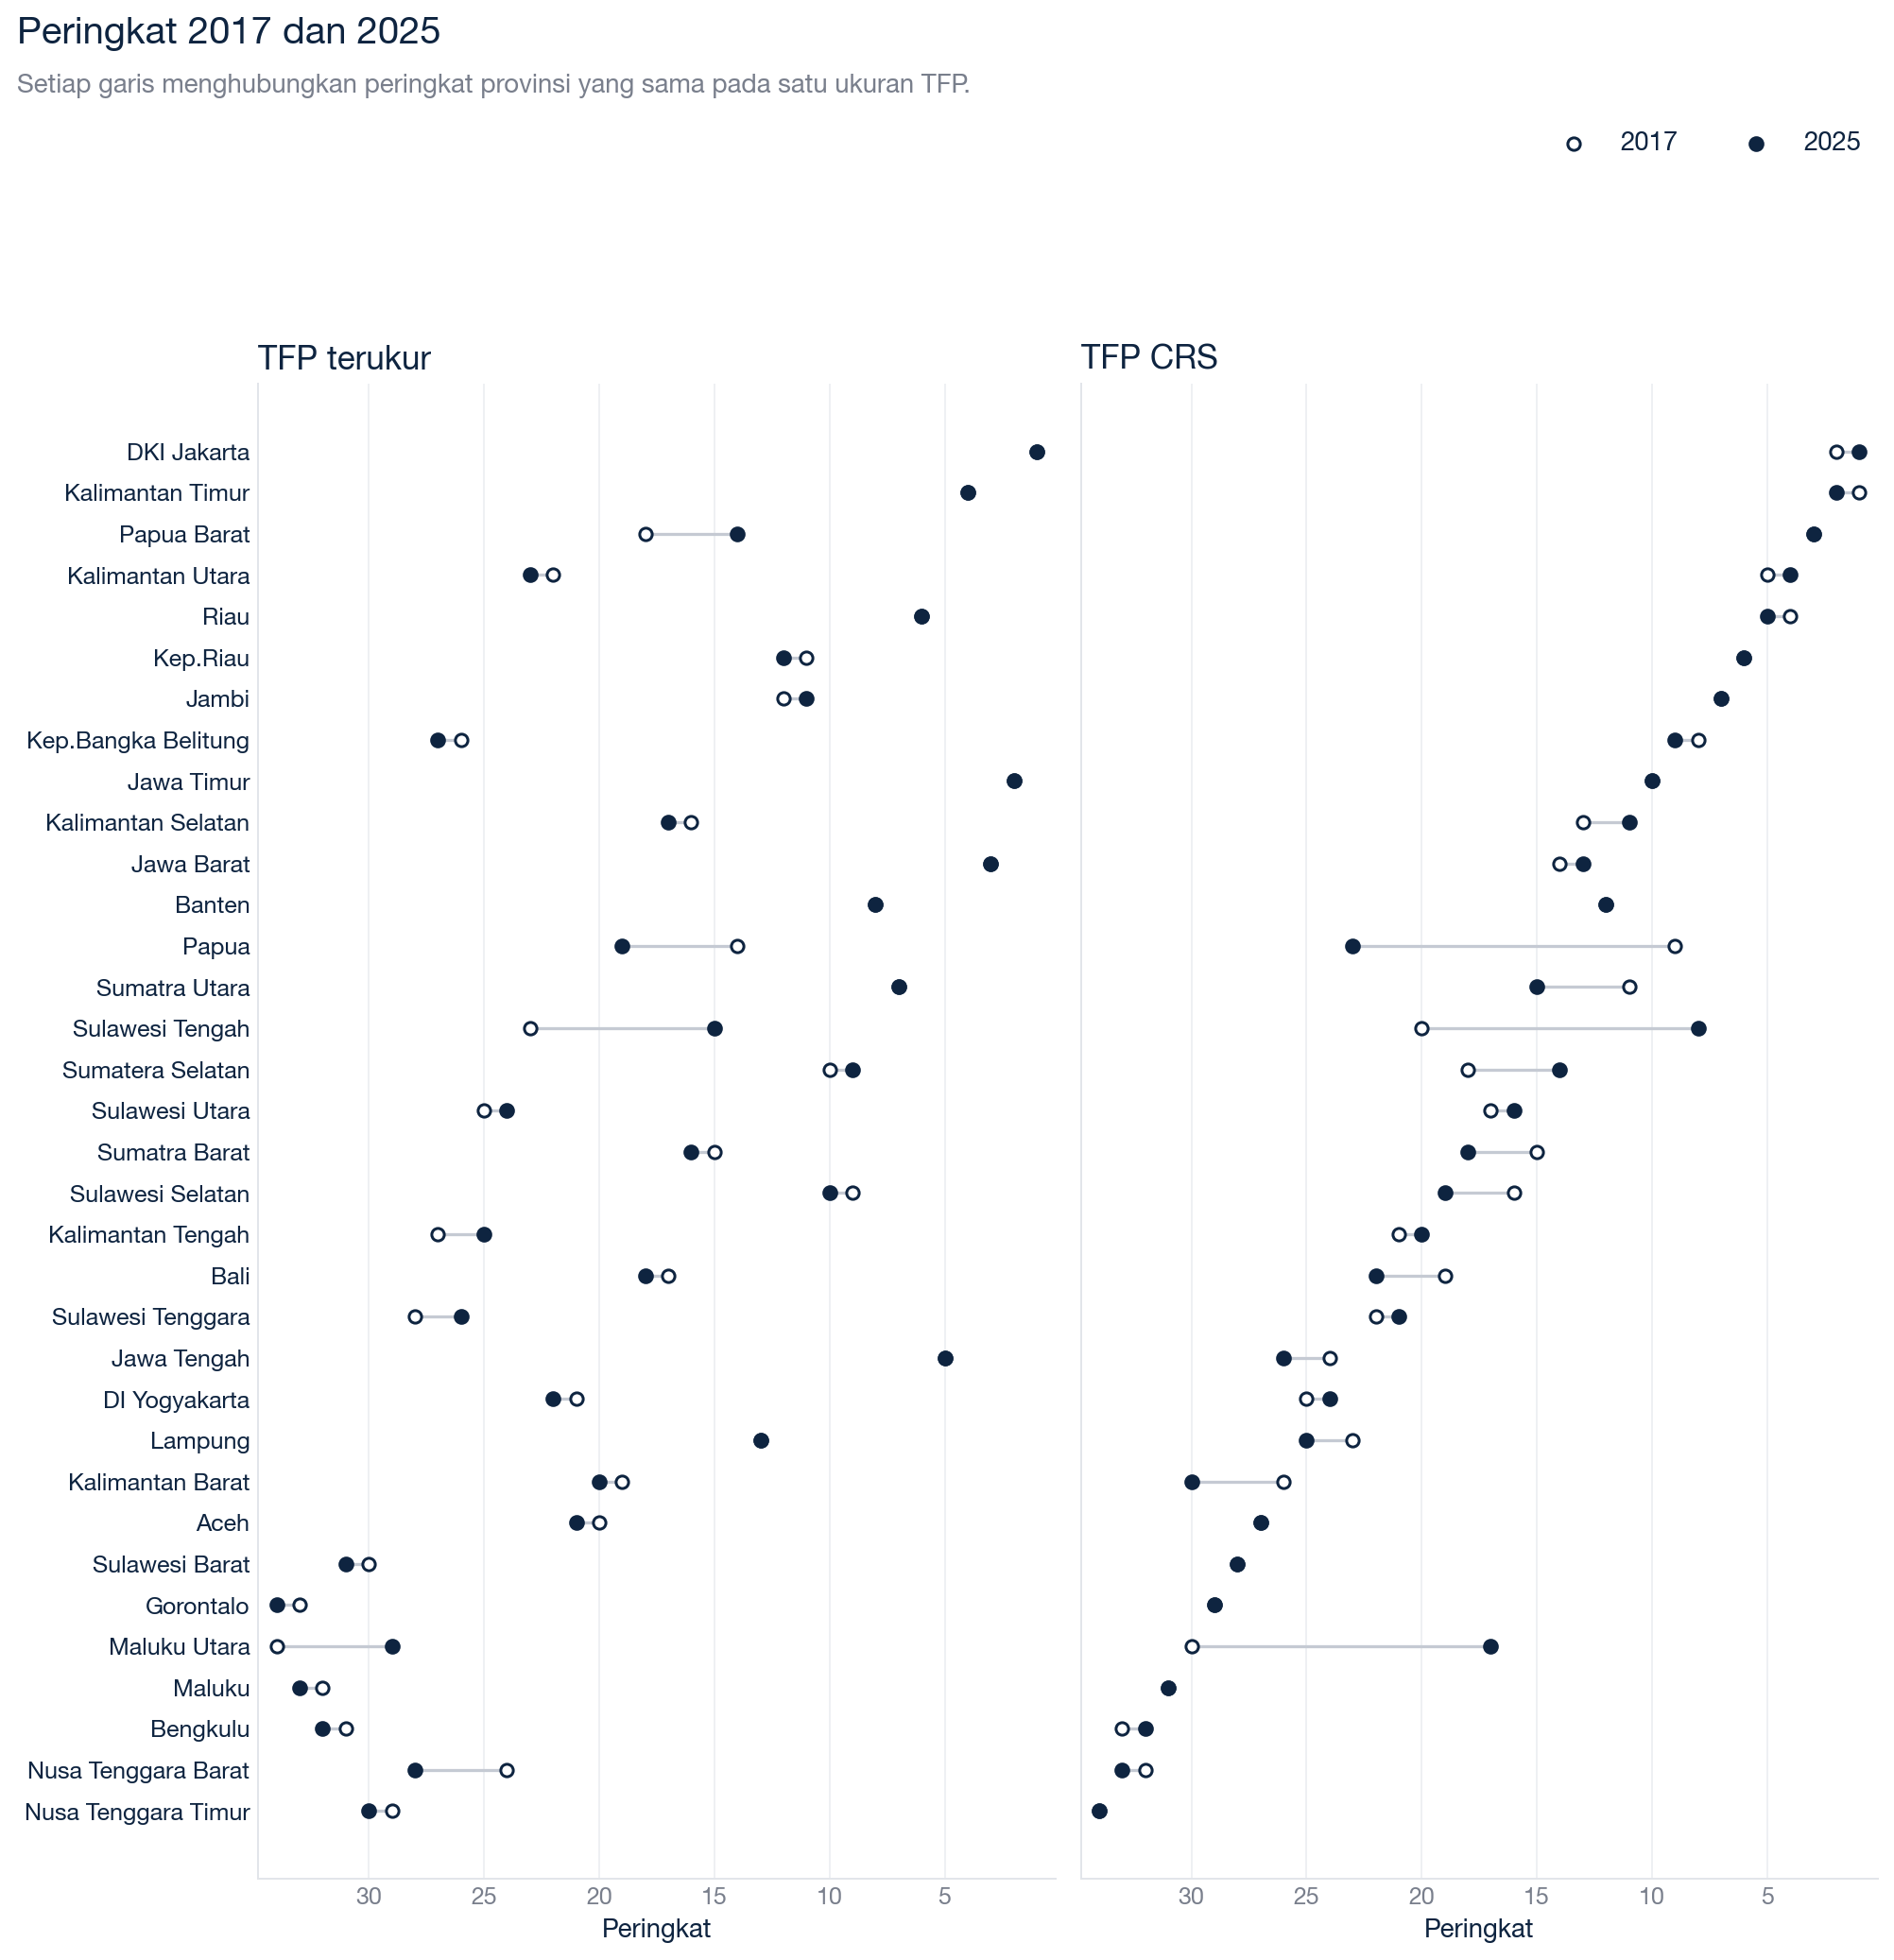 Peringkat 2017 dan 2025
Setiap garis menghubungkan peringkat provinsi yang sama pada satu ukuran TFP.
2017 2025
TFP terukur TFP CRS
DKI Jakarta
Kalimantan Timur
Papua Barat
Kalimantan Utara
Riau
Kep.Riau
Jambi
Kep.Bangka Belitung
Jawa Timur
Kalimantan Selatan
Jawa Barat
Banten
Papua
Sumatra Utara
Sulawesi Tengah
Sumatera Selatan
Sulawesi Utara
Sumatra Barat
Sulawesi Selatan
Kalimantan Tengah
Bali
Sulawesi Tenggara
Jawa Tengah
DI Yogyakarta
Lampung
Kalimantan Barat
Aceh
Sulawesi Barat
Gorontalo
Maluku Utara
Maluku
Bengkulu
Nusa Tenggara Barat
Nusa Tenggara Timur
30 25 20 15 10 5 30 25 20 15 10 5
Peringkat Peringkat